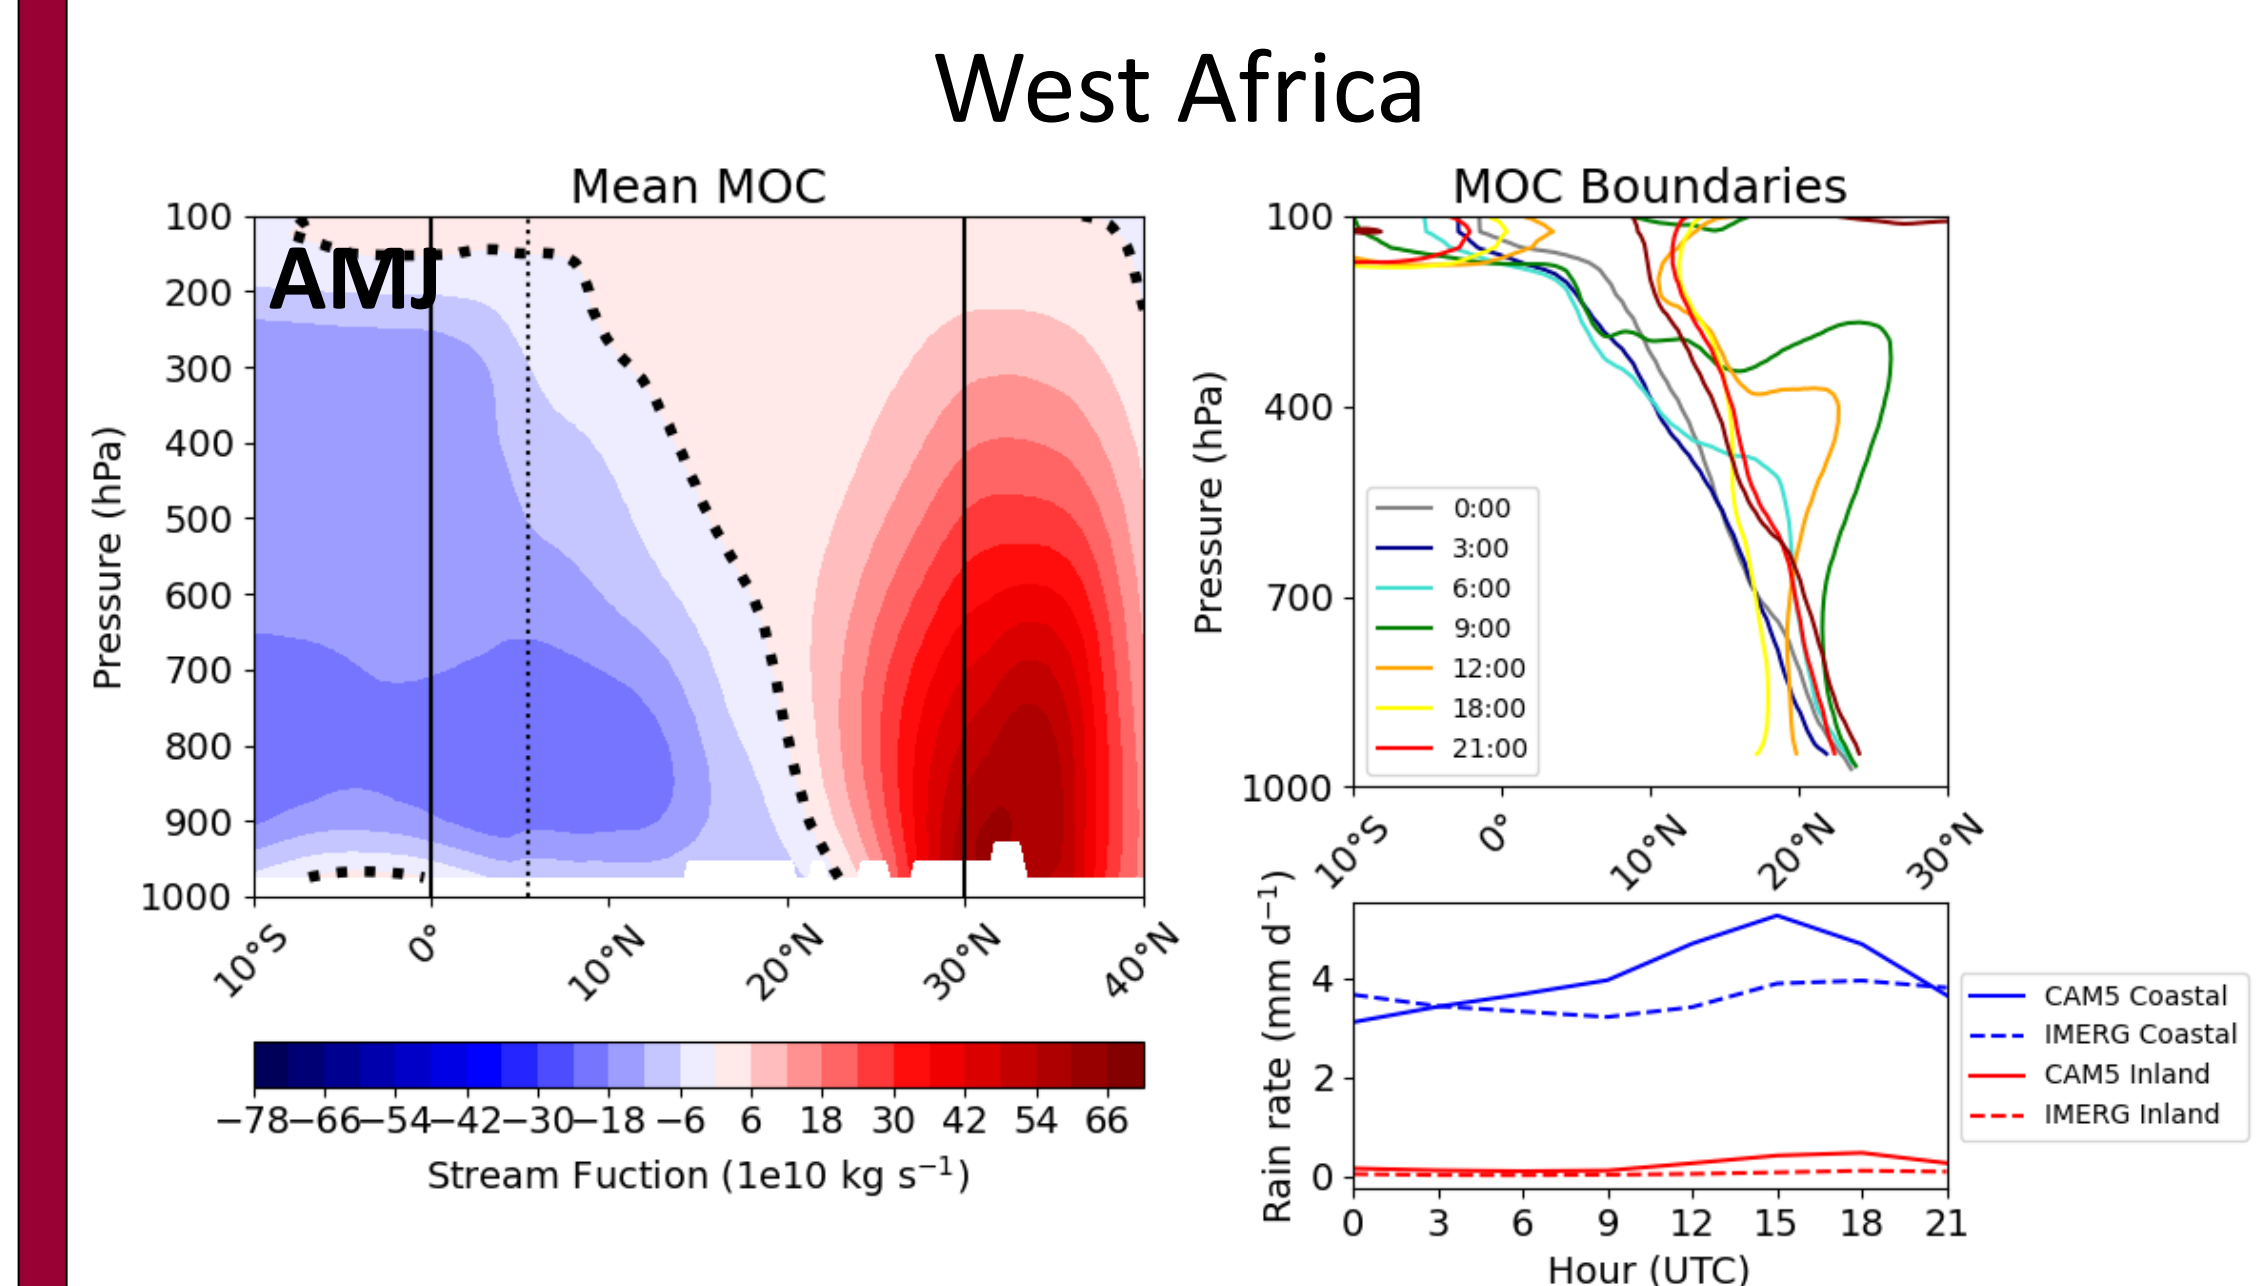 West Africa
Mean MOC
AMJ
Pressure (hPa)
100
200
300
400
500
600
700
800
900
1000
10°S
0°
10°N
20°N
30°N
40°N
−78 −66 −54 −42 −30 −18 −6 6 18 30 42 54 66
Stream Fuction (1e10 kg s⁻¹)
MOC Boundaries
Pressure (hPa)
100
400
700
1000
0:00
3:00
6:00
9:00
12:00
18:00
21:00
10°S
0°
10°N
20°N
30°N
Rain rate (mm d⁻¹)
4
2
0
0 3 6 9 12 15 18 21
Hour (UTC)
CAM5 Coastal
IMERG Coastal
CAM5 Inland
IMERG Inland